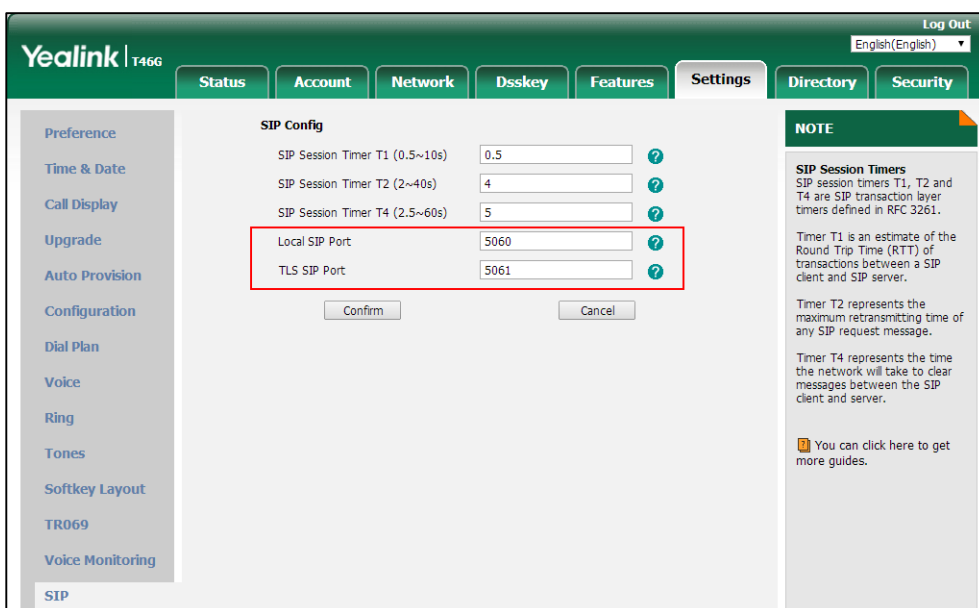 Log Out
English(English)
Yealink | T46G
Status
Account
Network
Dsskey
Features
Settings
Directory
Security
Preference
Time & Date
Call Display
Upgrade
Auto Provision
Configuration
Dial Plan
Voice
Ring
Tones
Softkey Layout
TR069
Voice Monitoring
SIP
SIP Config
SIP Session Timer T1 (0.5~10s) 0.5 ?
SIP Session Timer T2 (2~40s) 4 ?
SIP Session Timer T4 (2.5~60s) 5 ?
Local SIP Port 5060 ?
TLS SIP Port 5061 ?
Confirm Cancel
NOTE
SIP Session Timers
SIP session timers T1, T2 and
T4 are SIP transaction layer
timers defined in RFC 3261.
Timer T1 is an estimate of the
Round Trip Time (RTT) of
transactions between a SIP
client and SIP server.
Timer T2 represents the
maximum retransmitting time of
any SIP request message.
Timer T4 represents the time
the network will take to clear
messages between the SIP
client and server.
? You can click here to get
more guides.